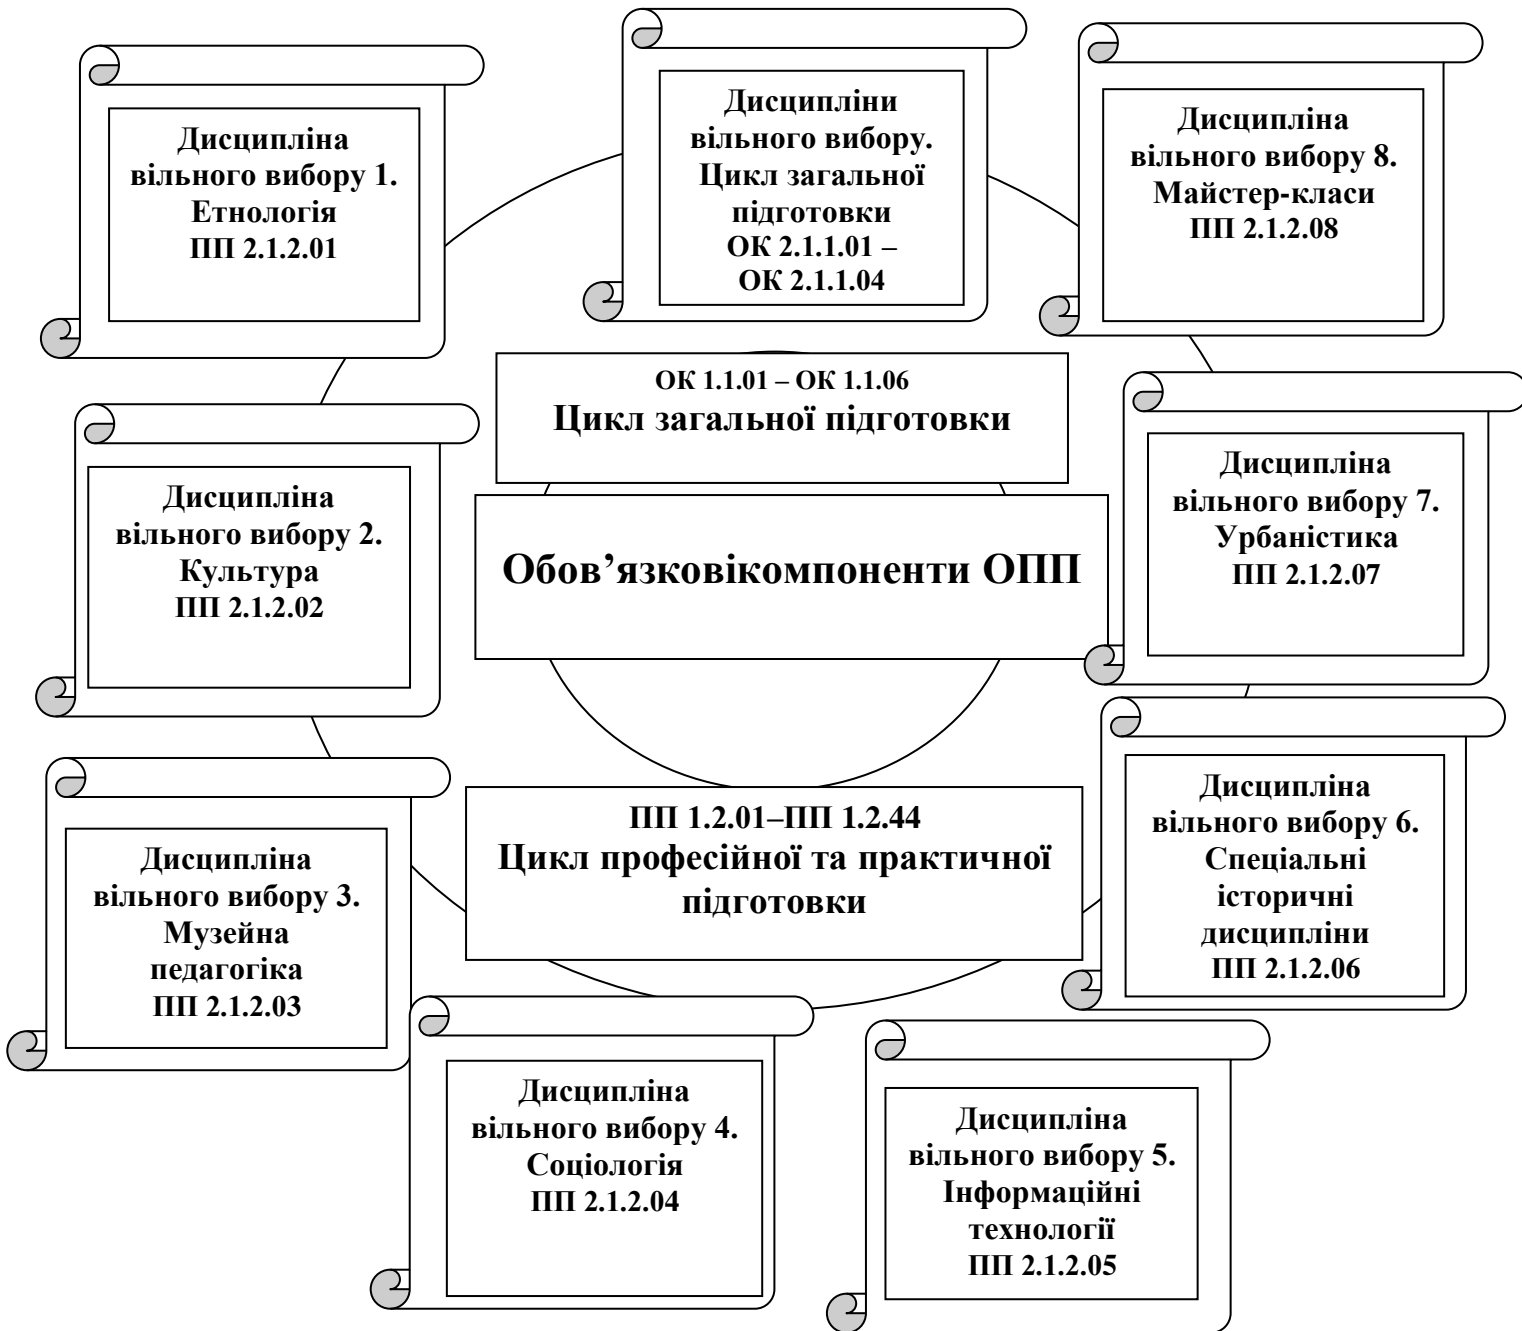 Дисципліна
вільного вибору 1.
Етнологія
ПП 2.1.2.01
Дисципліни
вільного вибору.
Цикл загальної
підготовки
ОК 2.1.1.01 –
ОК 2.1.1.04
Дисципліна
вільного вибору 8.
Майстер-класи
ПП 2.1.2.08
ОК 1.1.01 – ОК 1.1.06
Цикл загальної підготовки
Дисципліна
вільного вибору 2.
Культура
ПП 2.1.2.02
Обов’язковікомпоненти ОПП
Дисципліна
вільного вибору 7.
Урбаністика
ПП 2.1.2.07
Дисципліна
вільного вибору 3.
Музейна
педагогіка
ПП 2.1.2.03
ПП 1.2.01–ПП 1.2.44
Цикл професійної та практичної
підготовки
Дисципліна
вільного вибору 6.
Спеціальні
історичні
дисципліни
ПП 2.1.2.06
Дисципліна
вільного вибору 4.
Соціологія
ПП 2.1.2.04
Дисципліна
вільного вибору 5.
Інформаційні
технології
ПП 2.1.2.05